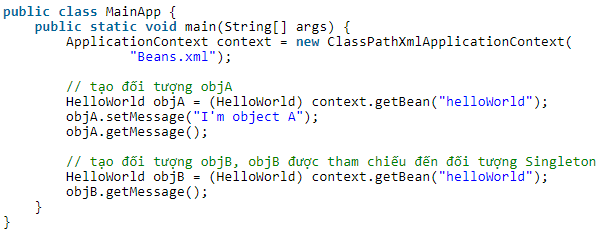 public class MainApp {
    public static void main(String[] args) {
        ApplicationContext context = new ClassPathXmlApplicationContext(
                "Beans.xml");
        // tạo đối tượng objA
        HelloWorld objA = (HelloWorld) context.getBean("helloWorld");
        objA.setMessage("I'm object A");
        objA.getMessage();
        // tạo đối tượng objB, objB được tham chiếu đến đối tượng Singleton
        HelloWorld objB = (HelloWorld) context.getBean("helloWorld");
        objB.getMessage();
    }
}